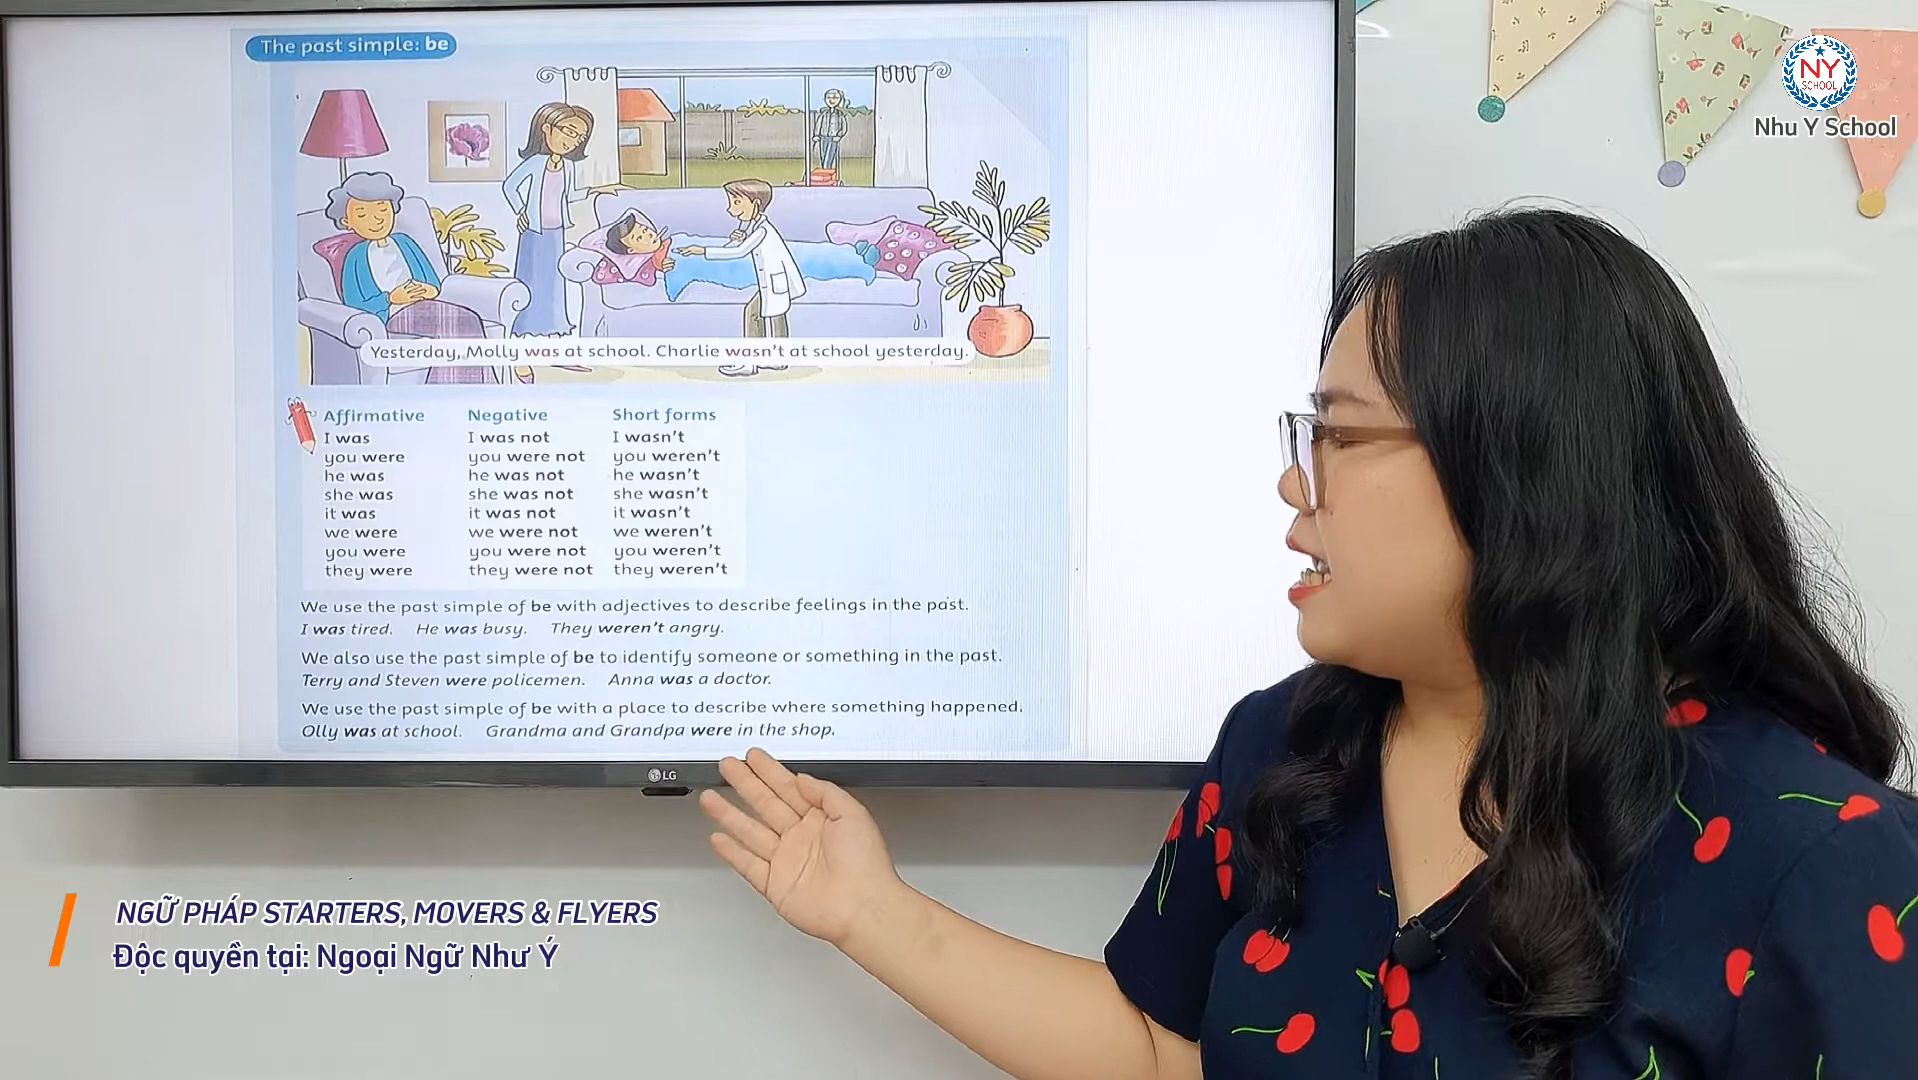 The past simple: be
NY
SCHOOL
Nhu Y School
Yesterday, Molly was at school. Charlie wasn't at school yesterday.
Affirmative Negative Short forms
I was I was not I wasn't
you were you were not you weren't
he was he was not he wasn't
she was she was not she wasn't
it was it was not it wasn't
we were we were not we weren't
you were you were not you weren't
they were they were not they weren't
We use the past simple of be with adjectives to describe feelings in the past.
I was tired. He was busy. They weren't angry.
We also use the past simple of be to identify someone or something in the past.
Terry and Steven were policemen. Anna was a doctor.
We use the past simple of be with a place to describe where something happened.
Olly was at school. Grandma and Grandpa were in the shop.
LG
NGỮ PHÁP STARTERS, MOVERS & FLYERS
Độc quyền tại: Ngoại Ngữ Như Ý